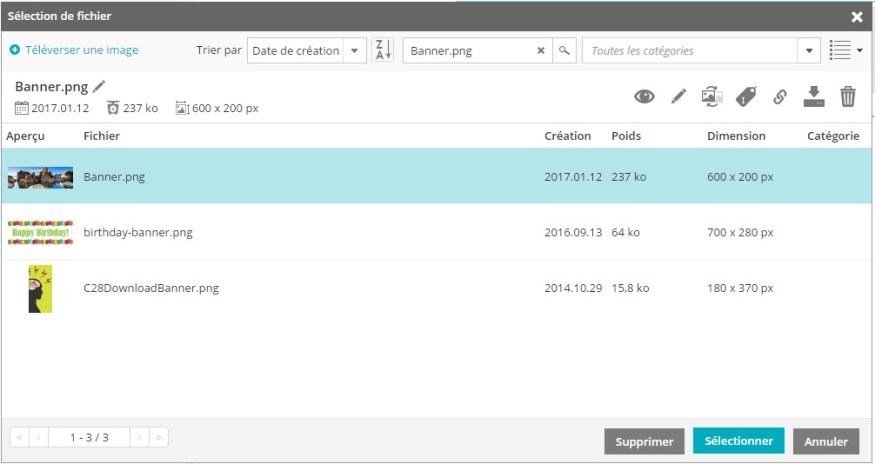 Sélection de fichier
Téléverser une image Trier par Date de création Z A Banner.png Toutes les catégories
Banner.png
2017.01.12 237 ko 600 x 200 px
Aperçu Fichier Création Poids Dimension Catégorie
Banner.png 2017.01.12 237 ko 600 x 200 px
Happy Birthday! birthday-banner.png 2016.09.13 64 ko 700 x 280 px
C28DownloadBanner.png 2014.10.29 15,8 ko 180 x 370 px
« ‹ 1 - 3 / 3 › » Supprimer Sélectionner Annuler